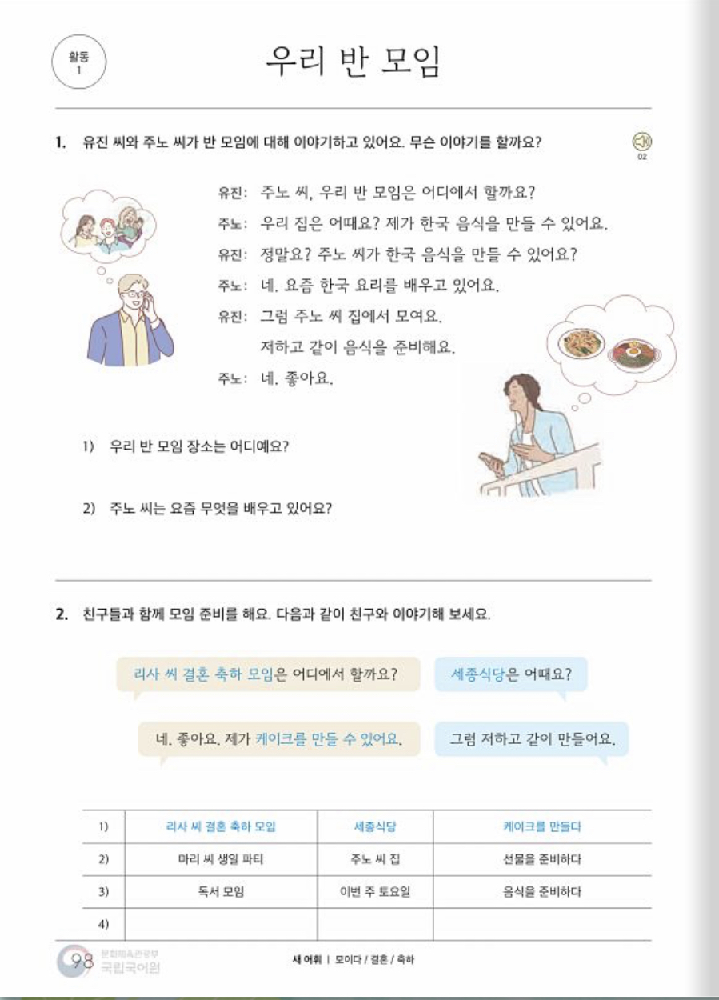 활동
1
우리 반 모임
1. 유진 씨와 주노 씨가 반 모임에 대해 이야기하고 있어요. 무슨 이야기를 할까요?
02
유진: 주노 씨, 우리 반 모임은 어디에서 할까요?
주노: 우리 집은 어때요? 제가 한국 음식을 만들 수 있어요.
유진: 정말요? 주노 씨가 한국 음식을 만들 수 있어요?
주노: 네. 요즘 한국 요리를 배우고 있어요.
유진: 그럼 주노 씨 집에서 모여요.
저하고 같이 음식을 준비해요.
주노: 네. 좋아요.
1) 우리 반 모임 장소는 어디예요?
2) 주노 씨는 요즘 무엇을 배우고 있어요?
2. 친구들과 함께 모임 준비를 해요. 다음과 같이 친구와 이야기해 보세요.
리사 씨 결혼 축하 모임은 어디에서 할까요? 세종식당은 어때요?
네. 좋아요. 제가 케이크를 만들 수 있어요. 그럼 저하고 같이 만들어요.
1) 리사 씨 결혼 축하 모임 세종식당 케이크를 만들다
2) 마리 씨 생일 파티 주노 씨 집 선물을 준비하다
3) 독서 모임 이번 주 토요일 음식을 준비하다
4)
98 문화체육관광부
국립국어원
새 어휘 | 모이다 / 결혼 / 축하